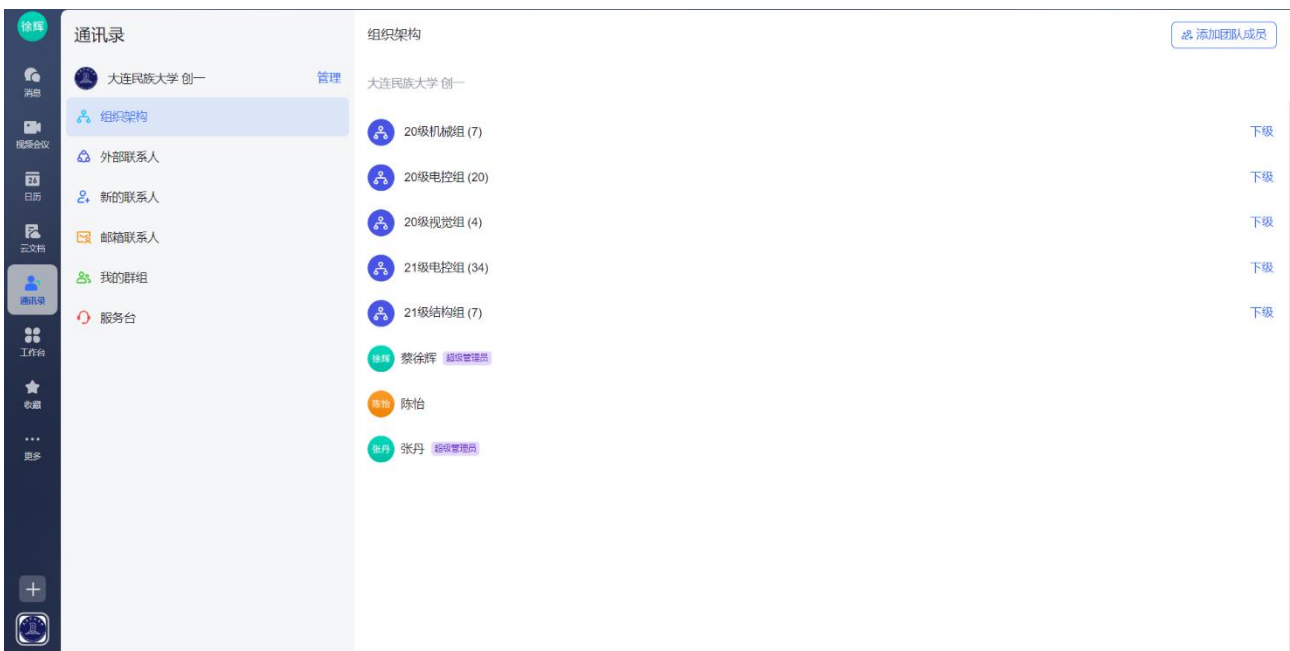 徐辉
消息
视频会议
26
日历
云文档
通讯录
工作台
收藏
更多
通讯录
大连民族大学 创一
管理
组织架构
外部联系人
新的联系人
邮箱联系人
我的群组
服务台
组织架构
添加团队成员
大连民族大学 创一
20级机械组 (7)
下级
20级电控组 (20)
下级
20级视觉组 (4)
下级
21级电控组 (34)
下级
21级结构组 (7)
下级
徐辉 蔡徐辉 超级管理员
陈怡 陈怡
张丹 张丹 超级管理员